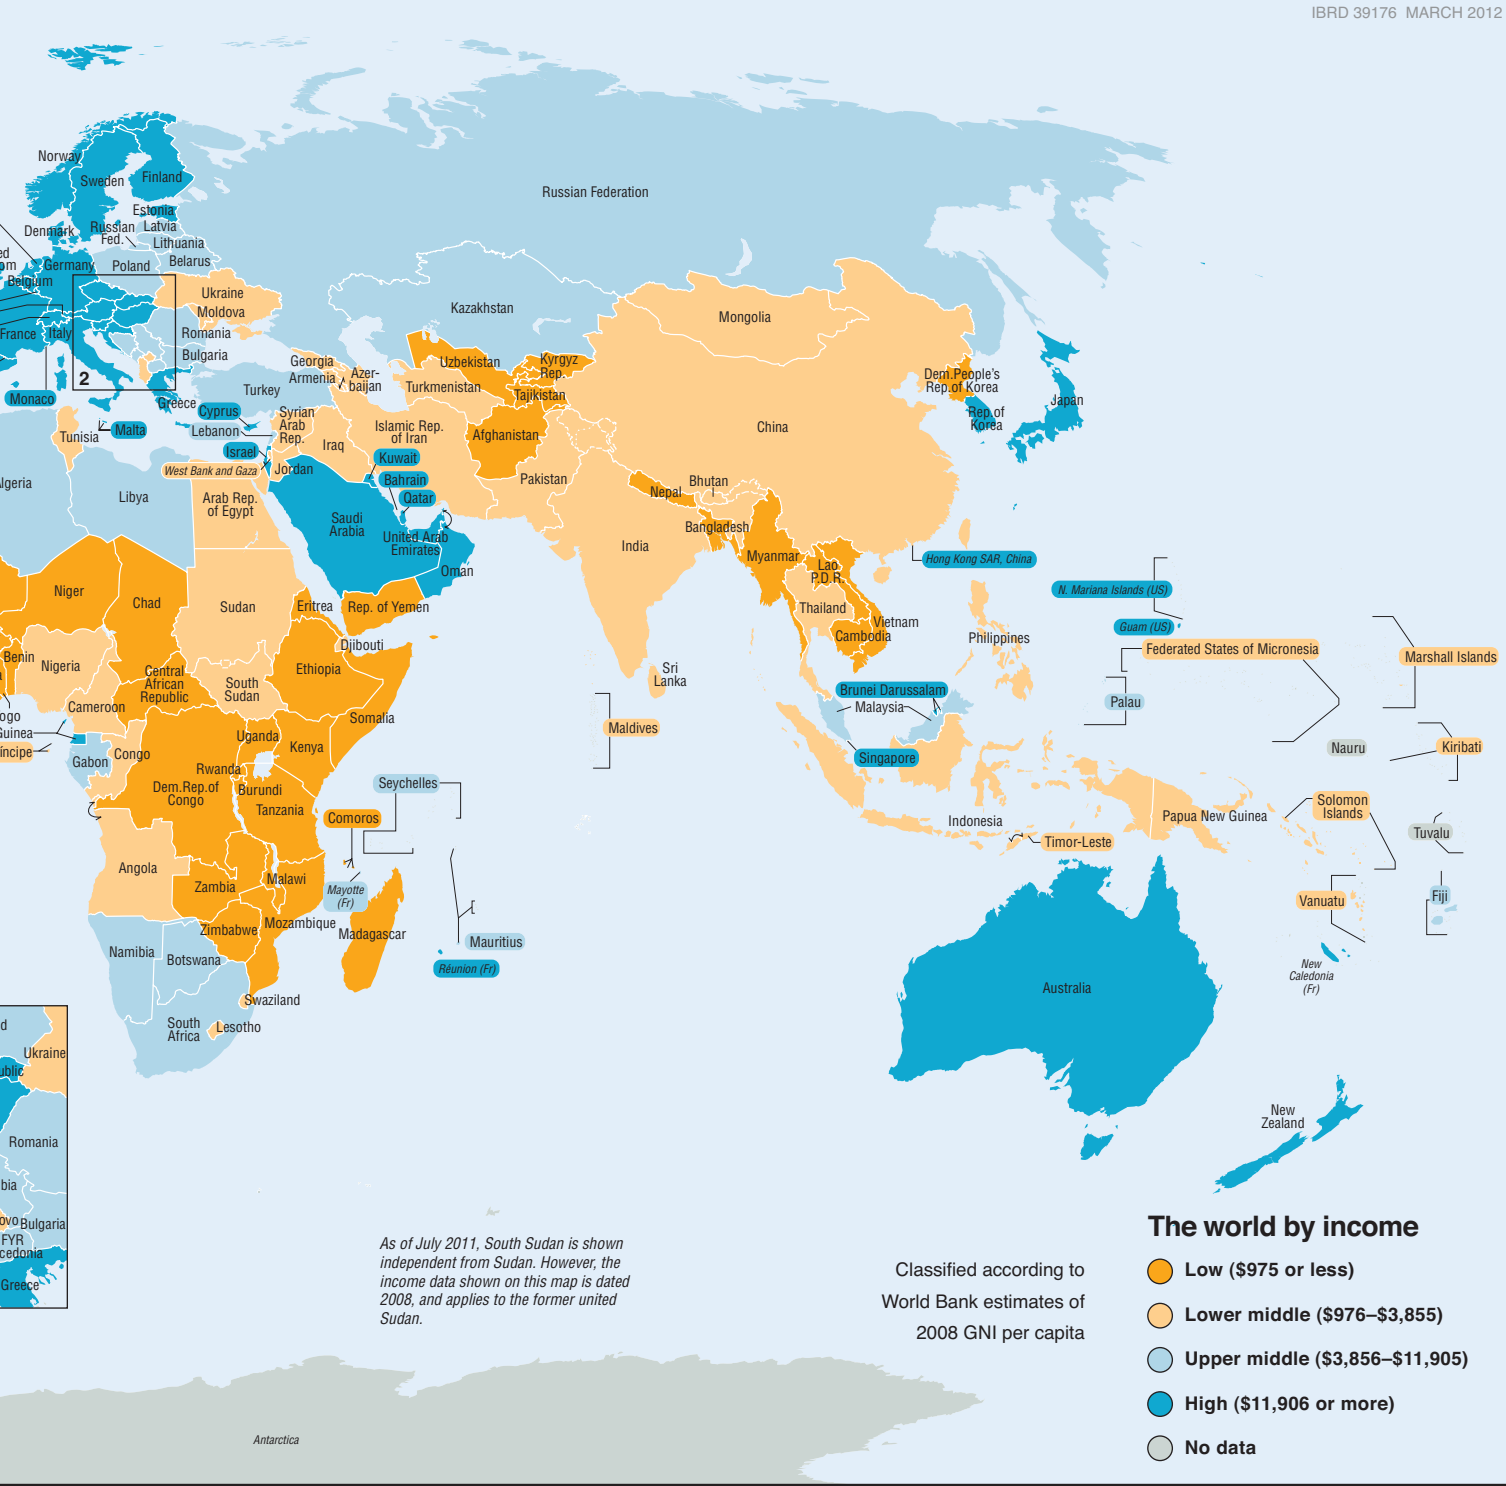 IBRD 39176 MARCH 2012
Norway
Sweden
Finland
Russian Federation
Estonia
Denmark
Russian
Fed.
Latvia
Lithuania
Belarus
Germany
Poland
Belgium
Ukraine
Moldova
Kazakhstan
Mongolia
France
Italy
Romania
Bulgaria
2
Georgia
Armenia
Azer-
baijan
Uzbekistan
Kyrgyz
Rep.
Turkmenistan
Tajikistan
Dem.People's
Rep.of Korea
Japan
Rep.of
Korea
Monaco
Turkey
Greece
Cyprus
Syrian
Arab
Rep.
Lebanon
Malta
Tunisia
Islamic Rep.
of Iran
Afghanistan
China
Iraq
Israel
Kuwait
West Bank and Gaza
Jordan
Bahrain
Pakistan
Nepal
Bhutan
Libya
Arab Rep.
of Egypt
Qatar
Saudi
Arabia
United Arab
Emirates
Oman
India
Bangladesh
Myanmar
Lao
P.D.R.
Hong Kong SAR, China
Niger
Chad
Sudan
Eritrea
Rep. of Yemen
Thailand
Vietnam
Cambodia
Philippines
N. Mariana Islands (US)
Guam (US)
Federated States of Micronesia
Marshall Islands
Djibouti
Benin
Nigeria
Central
African
Republic
South
Sudan
Ethiopia
Sri
Lanka
Brunei Darussalam
Malaysia
Palau
Cameroon
Somalia
Maldives
Singapore
Nauru
Kiribati
Uganda
Kenya
Gabon
Congo
Rwanda
Burundi
Dem.Rep.of
Congo
Tanzania
Seychelles
Comoros
Indonesia
Papua New Guinea
Solomon
Islands
Tuvalu
Timor-Leste
Angola
Zambia
Malawi
Mayotte
(Fr)
Vanuatu
Fiji
Zimbabwe
Mozambique
Madagascar
Mauritius
Réunion (Fr)
Namibia
Botswana
New
Caledonia
(Fr)
Australia
Swaziland
South
Africa
Lesotho
Ukraine
Romania
Bulgaria
FYR
Greece
New
Zealand
As of July 2011, South Sudan is shown
independent from Sudan. However, the
income data shown on this map is dated
2008, and applies to the former united
Sudan.
Classified according to
World Bank estimates of
2008 GNI per capita
The world by income
Low ($975 or less)
Lower middle ($976–$3,855)
Upper middle ($3,856–$11,905)
High ($11,906 or more)
No data
Antarctica